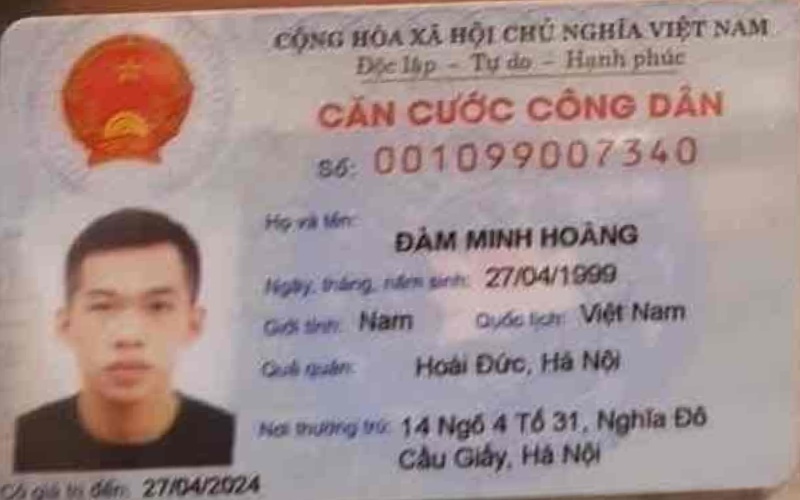 CỘNG HÒA XÃ HỘI CHỦ NGHĨA VIỆT NAM
Độc lập - Tự do - Hạnh phúc
CĂN CƯỚC CÔNG DÂN
Số: 001099007340
Họ và tên:
ĐÀM MINH HOÀNG
Ngày, tháng, năm sinh: 27/04/1999
Giới tính: Nam Quốc tịch: Việt Nam
Quê quán: Hoài Đức, Hà Nội
Nơi thường trú: 14 Ngõ 4 Tổ 31, Nghĩa Đô
Cầu Giấy, Hà Nội
Có giá trị đến: 27/04/2024